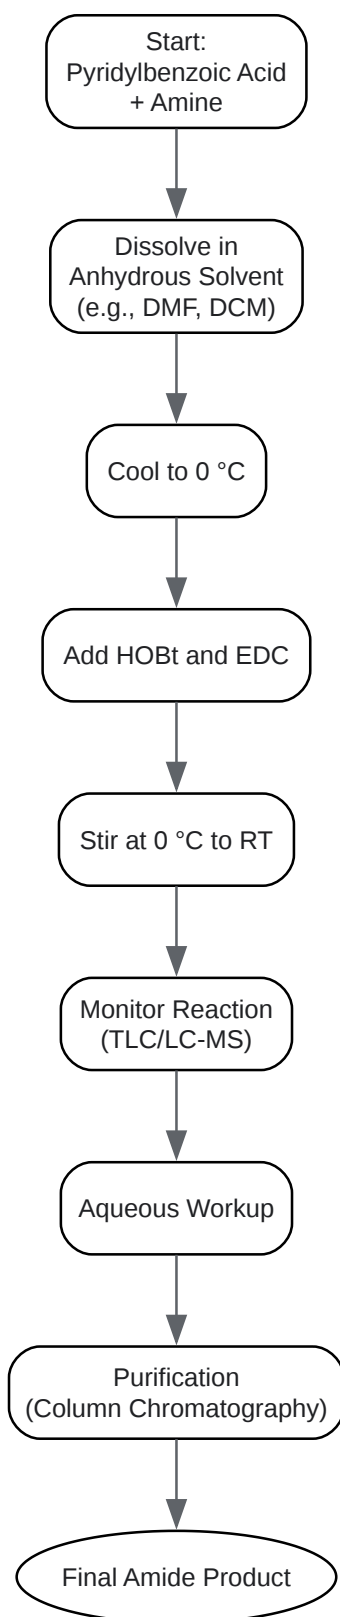 Start:
Pyridylbenzoic Acid
+ Amine
Dissolve in
Anhydrous Solvent
(e.g., DMF, DCM)
Cool to 0 °C
Add HOBt and EDC
Stir at 0 °C to RT
Monitor Reaction
(TLC/LC-MS)
Aqueous Workup
Purification
(Column Chromatography)
Final Amide Product